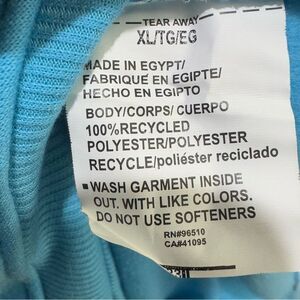 TEAR AWAY
XL/TG/EG
MADE IN EGYPT/
FABRIQUÉ EN EGIPTE/
HECHO EN EGIPTO
BODY/CORPS/ CUERPO
100%RECYCLED
POLYESTER/POLYESTER
RECYCLE/poliéster reciclado
■ WASH GARMENT INSIDE
OUT. WITH LIKE COLORS.
DO NOT USE SOFTENERS
RN#96510
CA#41095